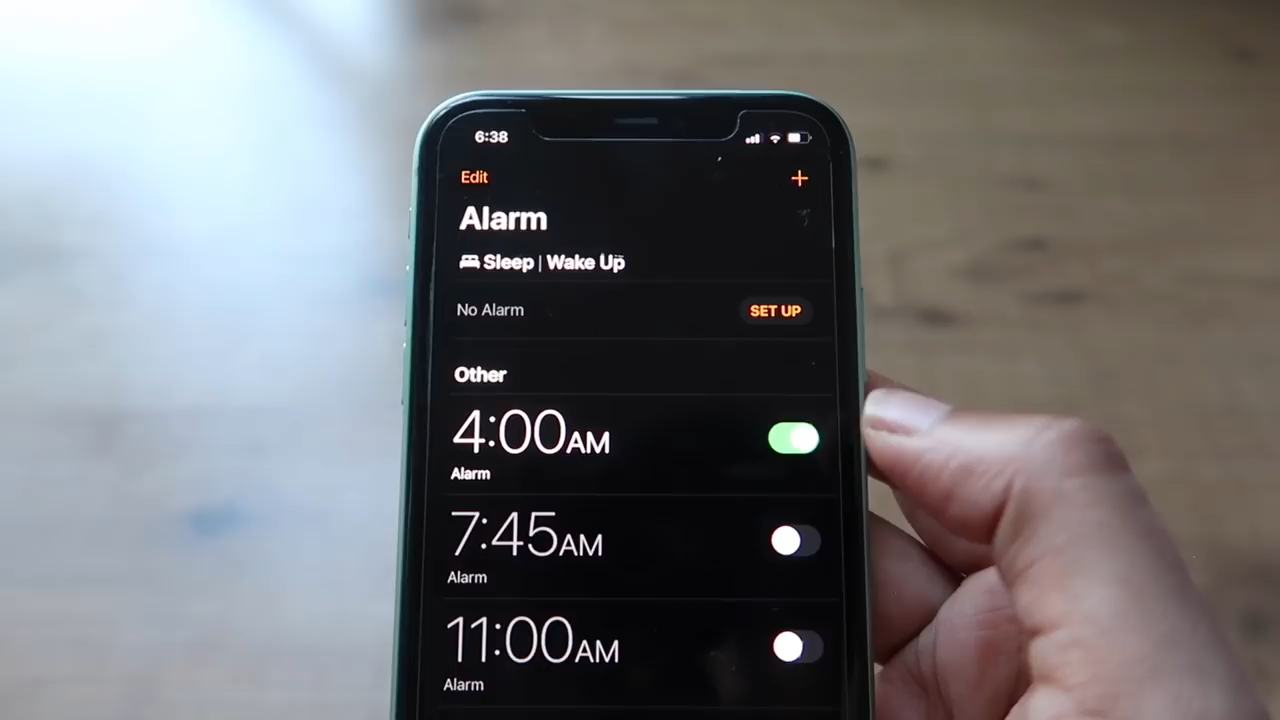 6:38
Edit +
Alarm
Sleep | Wake Up
No Alarm SET UP
Other
4:00AM
Alarm
7:45AM
Alarm
11:00AM
Alarm